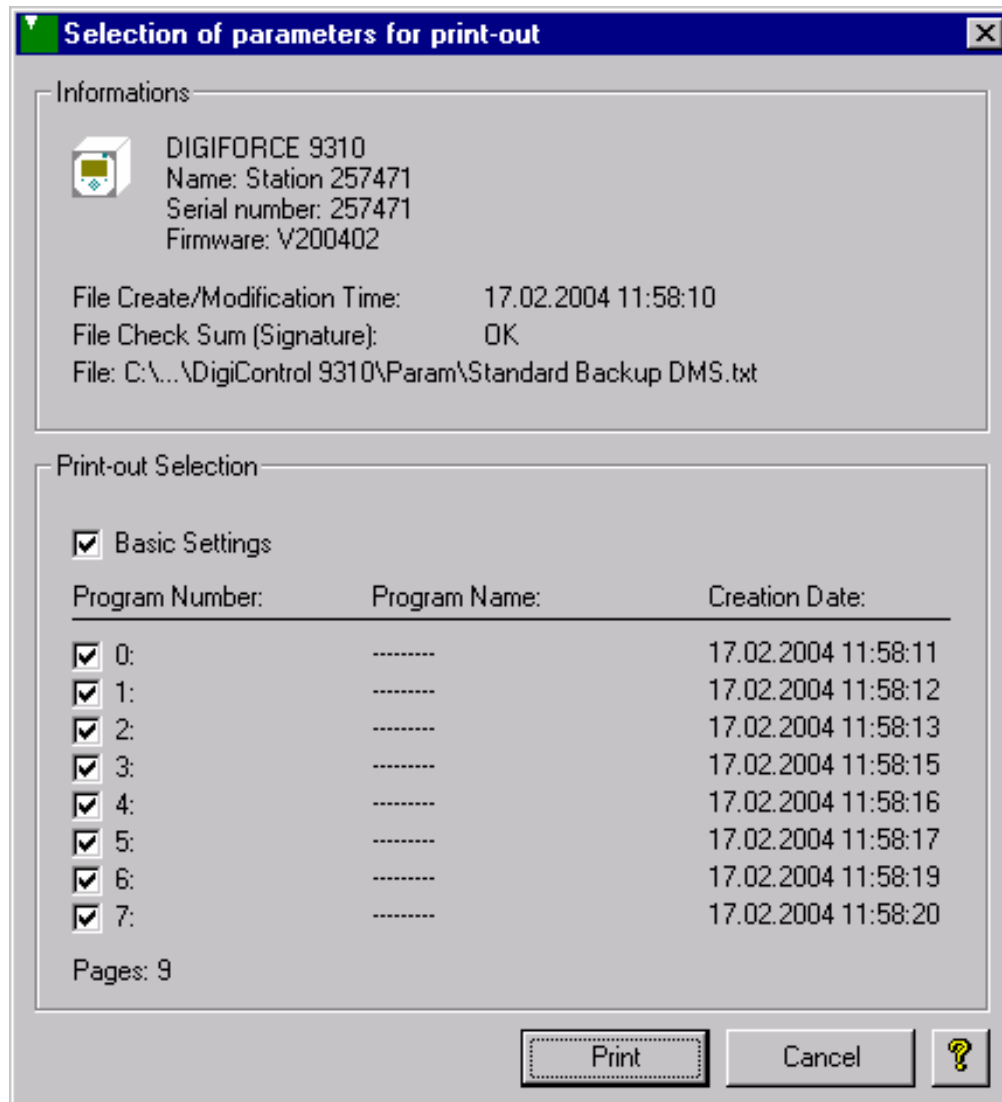 Selection of parameters for print-out
Informations
DIGIFORCE 9310
Name: Station 257471
Serial number: 257471
Firmware: V200402
File Create/Modification Time: 17.02.2004 11:58:10
File Check Sum (Signature): OK
File: C:\...\DigiControl 9310\Param\Standard Backup DMS.txt
Print-out Selection
Basic Settings
Program Number: Program Name: Creation Date:
0: --------- 17.02.2004 11:58:11
1: --------- 17.02.2004 11:58:12
2: --------- 17.02.2004 11:58:13
3: --------- 17.02.2004 11:58:15
4: --------- 17.02.2004 11:58:16
5: --------- 17.02.2004 11:58:17
6: --------- 17.02.2004 11:58:19
7: --------- 17.02.2004 11:58:20
Pages: 9
Print Cancel ?